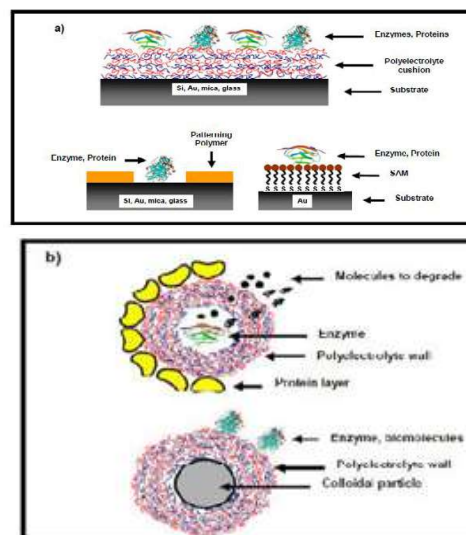 a)
Enzymes, Proteins
Polyelectrolyte
cushion
Si, Au, mica, glass
Substrate
Patterning
Polymer
Enzyme, Protein
Enzyme, Protein
SAM
S S S S S S S S
Si, Au, mica, glass
Au
Substrate
b)
Molecules to degrade
Enzyme
Polyelectrolyte wall
Protein layer
Enzyme, biomolecules
Polyelectrolyte wall
Colloidal particle